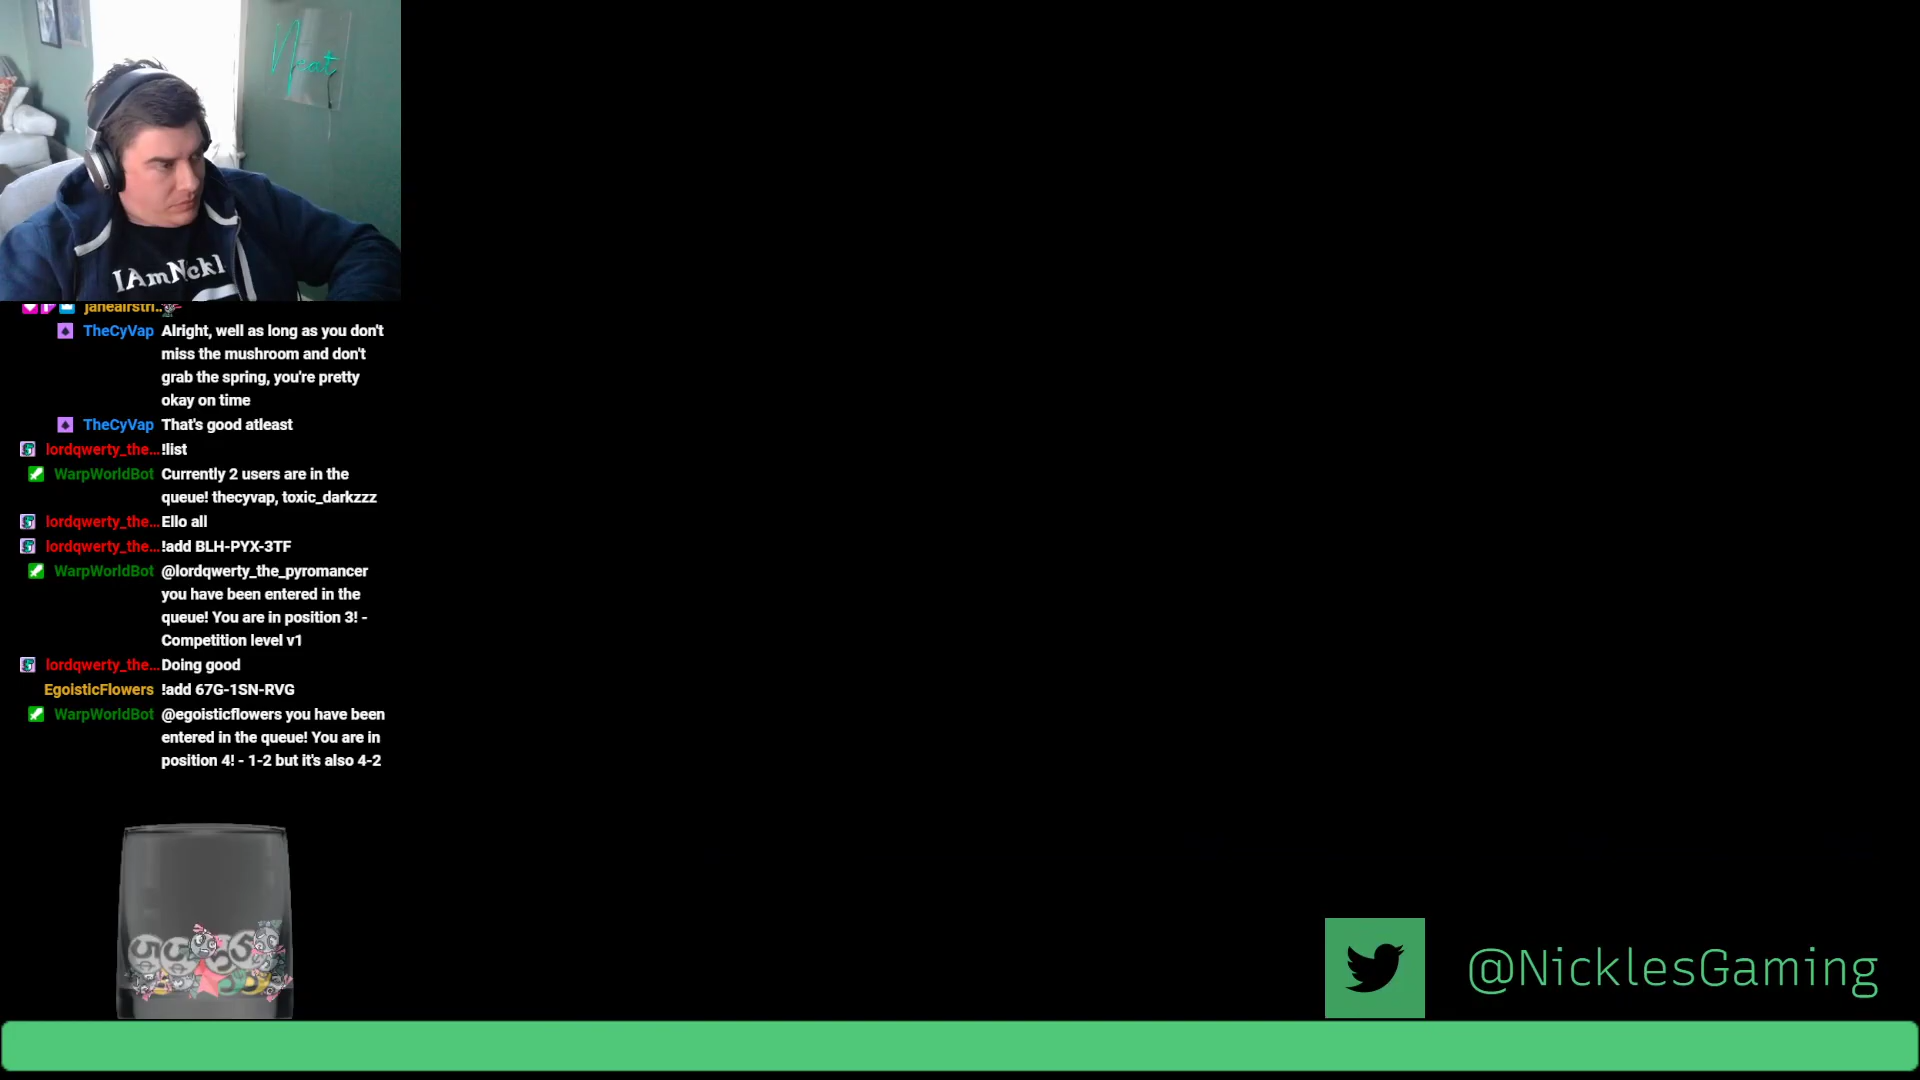 Neat
IAmNckl
janeairstri..
TheCyVap Alright, well as long as you don't
miss the mushroom and don't
grab the spring, you're pretty
okay on time
TheCyVap That's good atleast
lordqwerty_the... !list
WarpWorldBot Currently 2 users are in the
queue! thecyvap, toxic_darkzzz
lordqwerty_the... Ello all
lordqwerty_the... !add BLH-PYX-3TF
WarpWorldBot @lordqwerty_the_pyromancer
you have been entered in the
queue! You are in position 3! -
Competition level v1
lordqwerty_the... Doing good
EgoisticFlowers !add 67G-1SN-RVG
WarpWorldBot @egoisticflowers you have been
entered in the queue! You are in
position 4! - 1-2 but it's also 4-2
@NicklesGaming